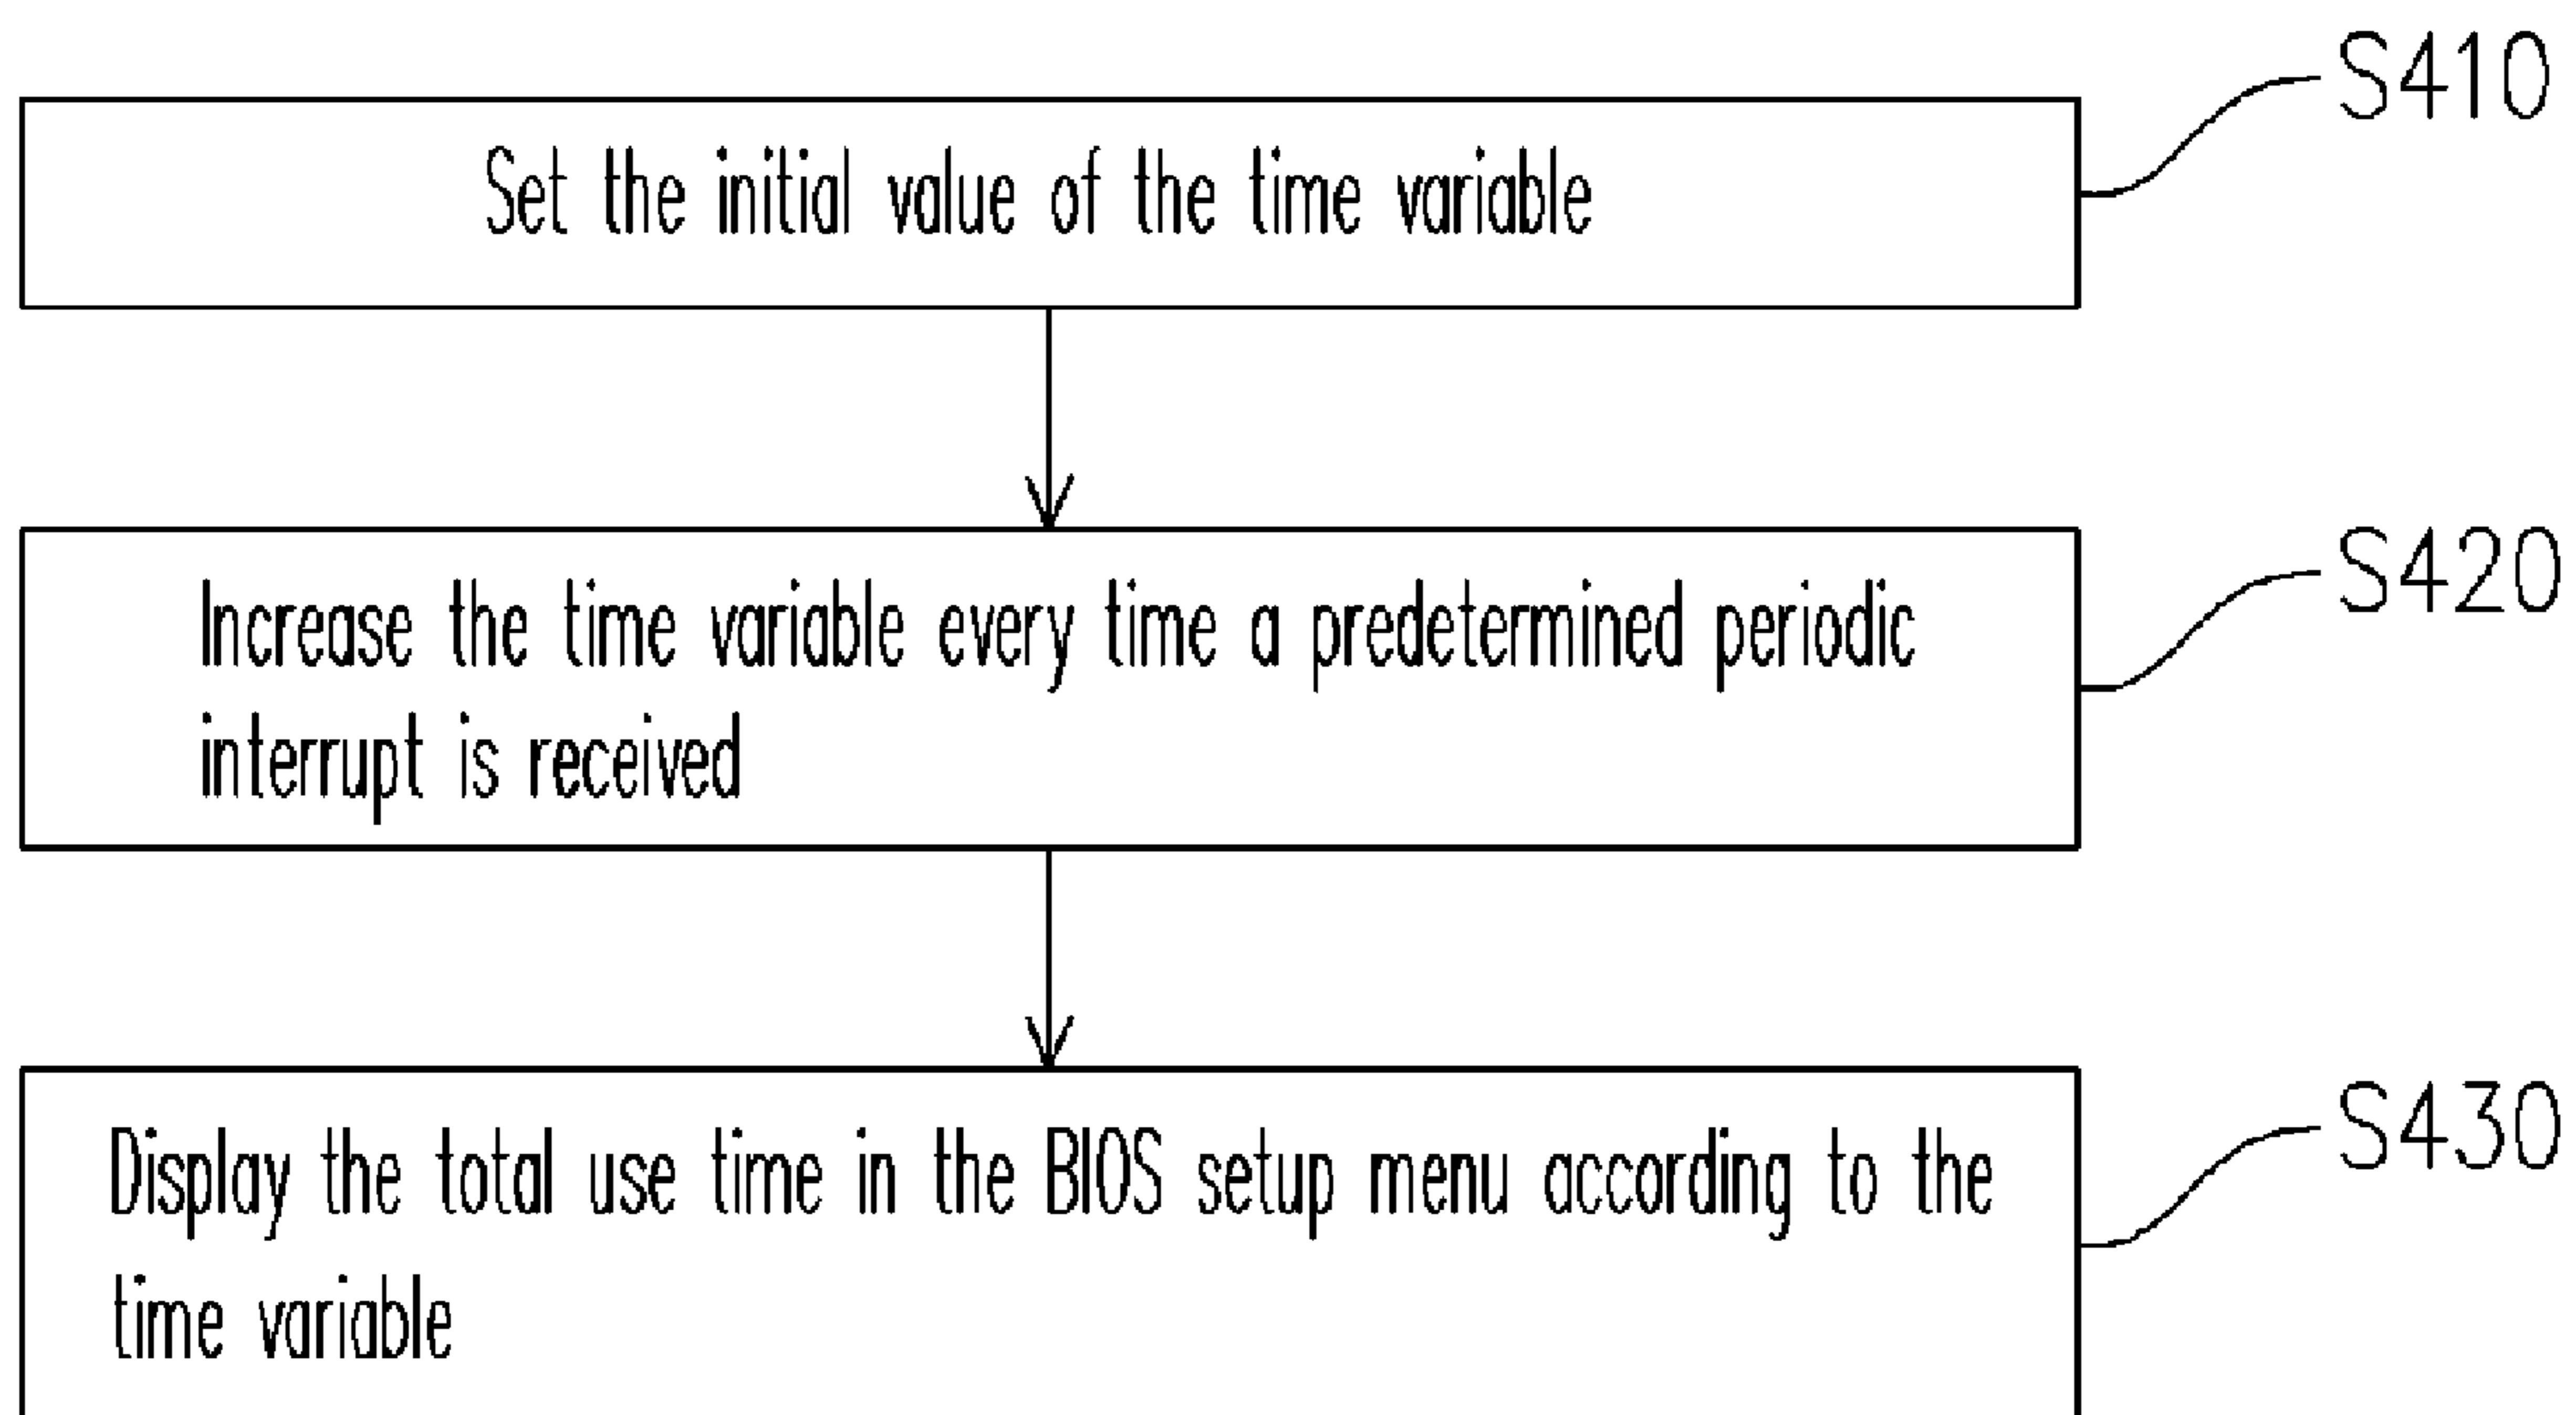 S410
Set the initial value of the time variable
S420
Increase the time variable every time a predetermined periodic
interrupt is received
S430
Display the total use time in the BIOS setup menu according to the
time variable